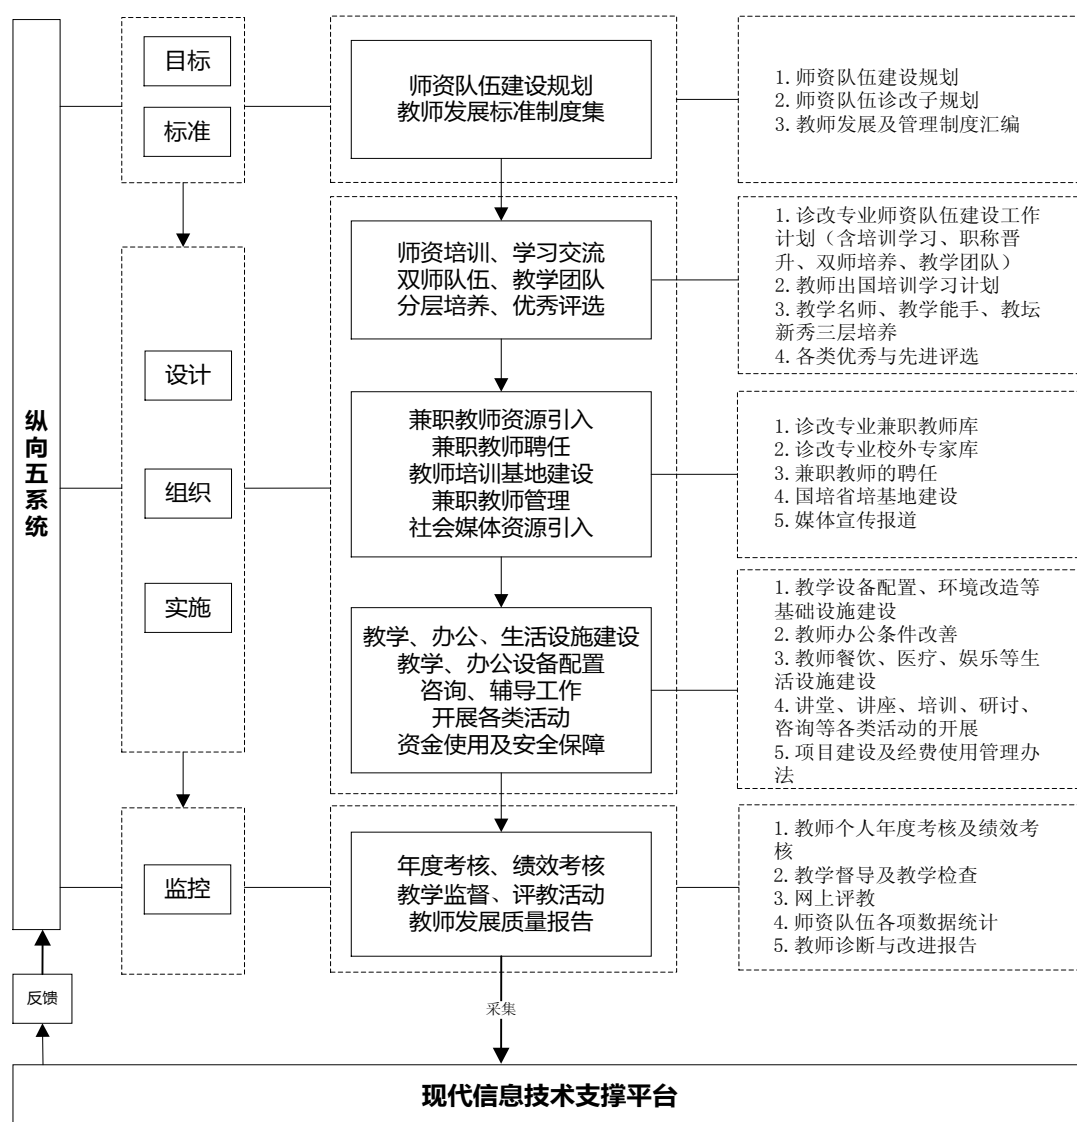 纵向五系统
目标
标准
师资队伍建设规划
教师发展标准制度集
1.师资队伍建设规划
2.师资队伍诊改子规划
3.教师发展及管理制度汇编
设计
组织
实施
师资培训、学习交流
双师队伍、教学团队
分层培养、优秀评选
1.诊改专业师资队伍建设工作
计划（含培训学习、职称晋
升、双师培养、教学团队）
2.教师出国培训学习计划
3.教学名师、教学能手、教坛
新秀三层培养
4.各类优秀与先进评选
兼职教师资源引入
兼职教师聘任
教师培训基地建设
兼职教师管理
社会媒体资源引入
1.诊改专业兼职教师库
2.诊改专业校外专家库
3.兼职教师的聘任
4.国培省培基地建设
5.媒体宣传报道
教学、办公、生活设施建设
教学、办公设备配置
咨询、辅导工作
开展各类活动
资金使用及安全保障
1.教学设备配置、环境改造等
基础设施建设
2.教师办公条件改善
3.教师餐饮、医疗、娱乐等生
活设施建设
4.讲堂、讲座、培训、研讨、
咨询等各类活动的开展
5.项目建设及经费使用管理办
法
监控
年度考核、绩效考核
教学监督、评教活动
教师发展质量报告
1.教师个人年度考核及绩效考
核
2.教学督导及教学检查
3.网上评教
4.师资队伍各项数据统计
5.教师诊断与改进报告
反馈
采集
现代信息技术支撑平台